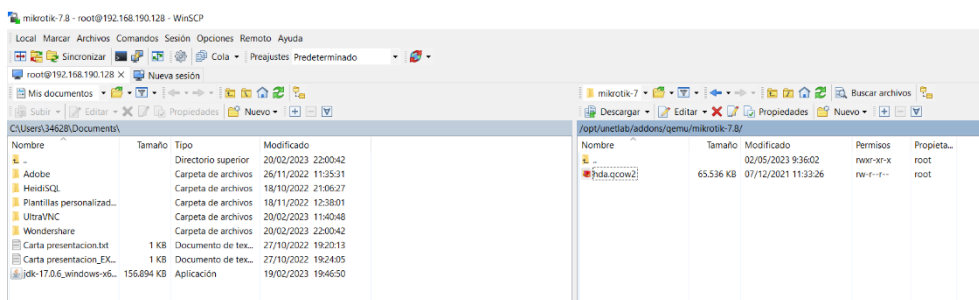 mikrotik-7.8 - root@192.168.190.128 - WinSCP
Local Marcar Archivos Comandos Sesión Opciones Remoto Ayuda
Sincronizar Cola Preajustes Predeterminado
root@192.168.190.128 × Nueva sesión
Mis documentos mikrotik-7 Buscar archivos
Subir Editar Propiedades Nuevo Descargar Editar Propiedades Nuevo
C:\Users\34628\Documents\ /opt/unetlab/addons/qemu/mikrotik-7.8/
Nombre Tamaño Tipo Modificado Nombre Tamaño Modificado Permisos Propieta...
.. Directorio superior 20/02/2023 22:00:42 .. 02/05/2023 9:36:02 rwxr-xr-x root
Adobe Carpeta de archivos 26/11/2022 11:35:31 hda.qcow2 65.536 KB 07/12/2021 11:33:26 rw-r--r-- root
HeidiSQL Carpeta de archivos 18/10/2022 21:06:27
Plantillas personalizad... Carpeta de archivos 18/11/2022 12:38:01
UltraVNC Carpeta de archivos 20/02/2023 11:40:48
Wondershare Carpeta de archivos 20/02/2023 22:00:42
Carta presentacion.txt 1 KB Documento de tex... 27/10/2022 19:20:13
Carta presentacion_EX... 1 KB Documento de tex... 27/10/2022 19:24:05
jdk-17.0.6_windows-x6... 156.894 KB Aplicación 19/02/2023 19:46:50